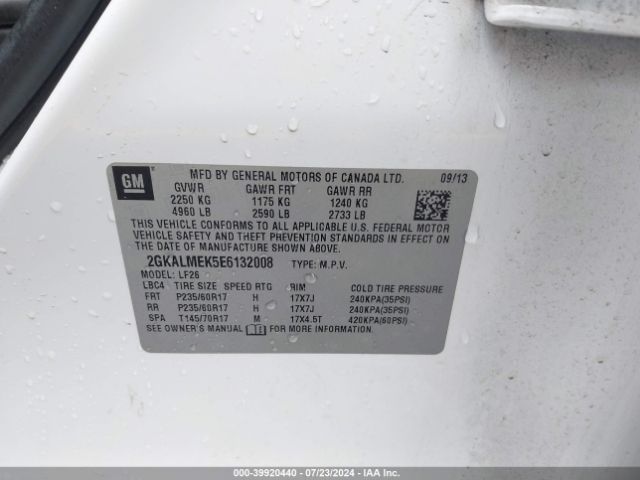 GM
MFD BY GENERAL MOTORS OF CANADA LTD. 09/13
GVWR GAWR FRT GAWR RR
2250 KG 1175 KG 1240 KG
4960 LB 2590 LB 2733 LB
THIS VEHICLE CONFORMS TO ALL APPLICABLE U.S. FEDERAL MOTOR
VEHICLE SAFETY AND THEFT PREVENTION STANDARDS IN EFFECT ON
THE DATE OF MANUFACTURE SHOWN ABOVE.
2GKALMEK5E6132008 TYPE: M.P.V.
MODEL: LF26
LBC4 TIRE SIZE SPEED RTG RIM COLD TIRE PRESSURE
FRT P235/60R17 H 17X7J 240KPA(35PSI)
RR P235/60R17 H 17X7J 240KPA(35PSI)
SPA T145/70R17 M 17X4.5T 420KPA(60PSI)
SEE OWNER'S MANUAL FOR MORE INFORMATION.
000-39920440 - 07/23/2024 - IAA Inc.